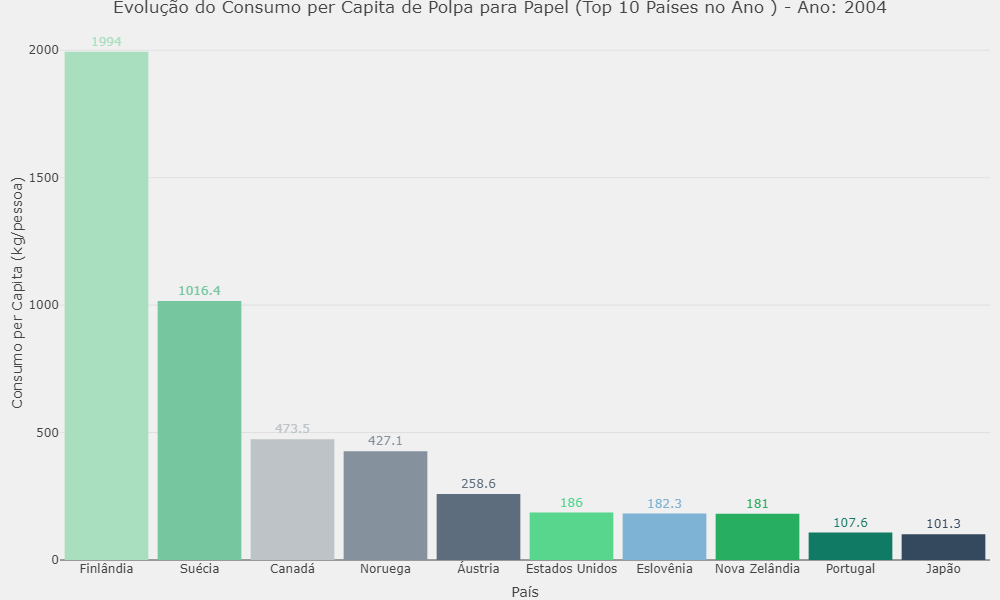 Evolução do Consumo per Capita de Polpa para Papel (Top 10 Países no Ano ) - Ano: 2004
Consumo per Capita (kg/pessoa)
2000
1500
1000
500
0
1994
1016.4
473.5
427.1
258.6
186
182.3
181
107.6
101.3
Finlândia
Suécia
Canadá
Noruega
Áustria
Estados Unidos
Eslovênia
Nova Zelândia
Portugal
Japão
País